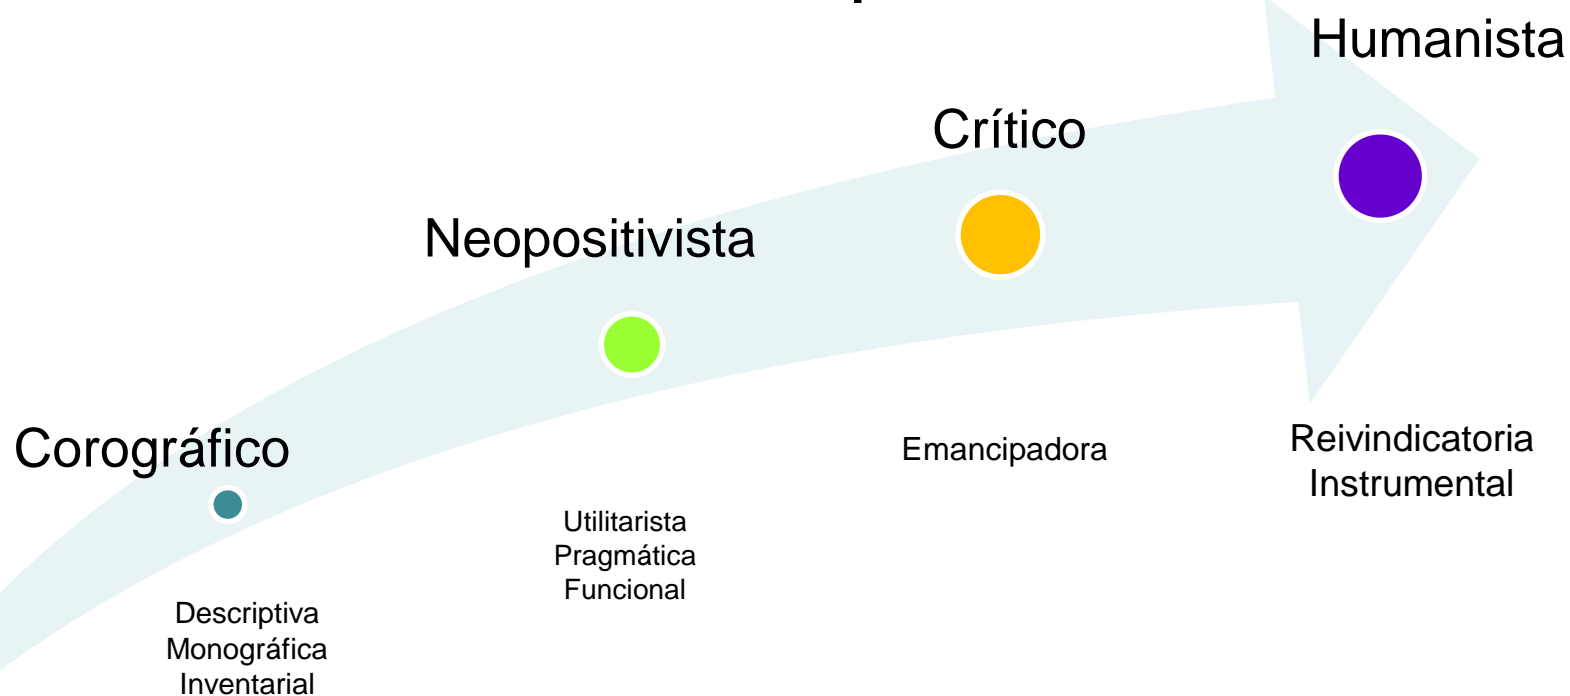 Humanista
Crítico
Neopositivista
Corográfico
Emancipadora
Reivindicatoria
Instrumental
Utilitarista
Pragmática
Funcional
Descriptiva
Monográfica
Inventarial